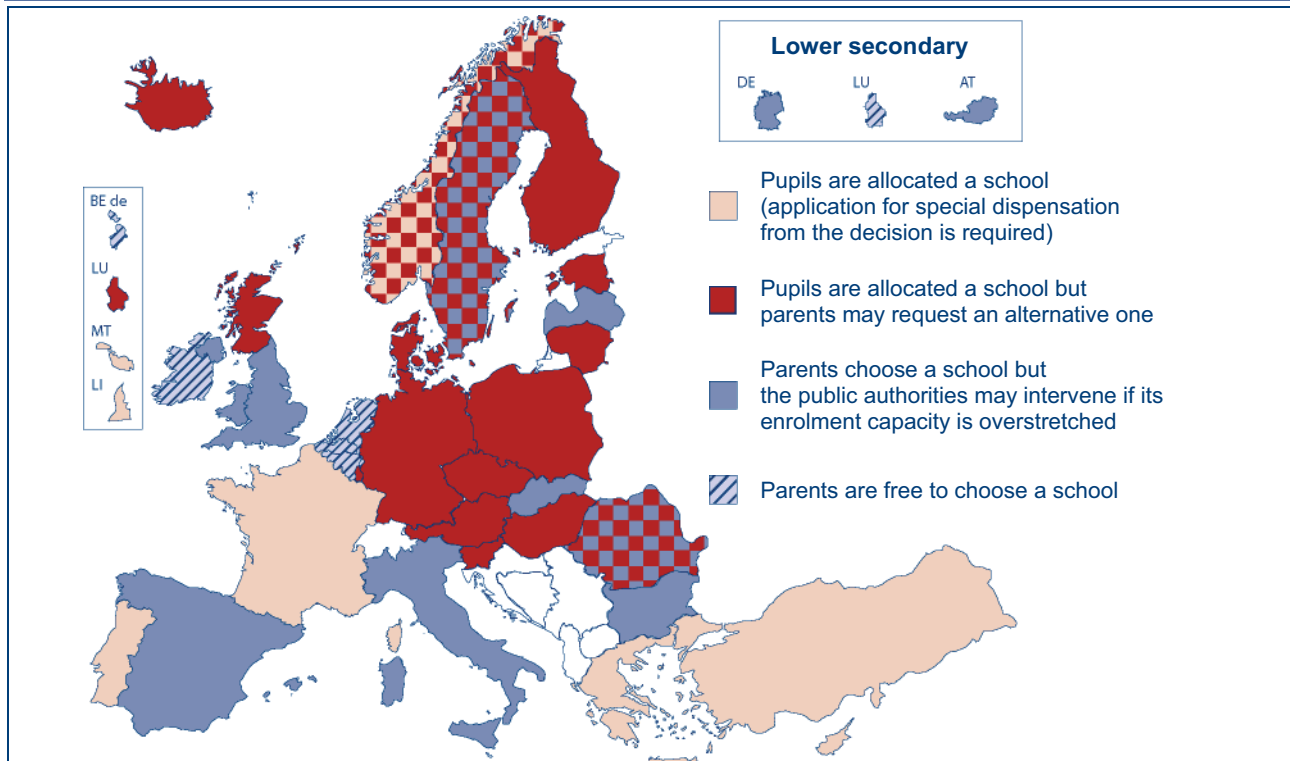 Lower secondary
DE
LU
AT
BE de
LU
MT
LI
Pupils are allocated a school
(application for special dispensation
from the decision is required)
Pupils are allocated a school but
parents may request an alternative one
Parents choose a school but
the public authorities may intervene if its
enrolment capacity is overstretched
Parents are free to choose a school